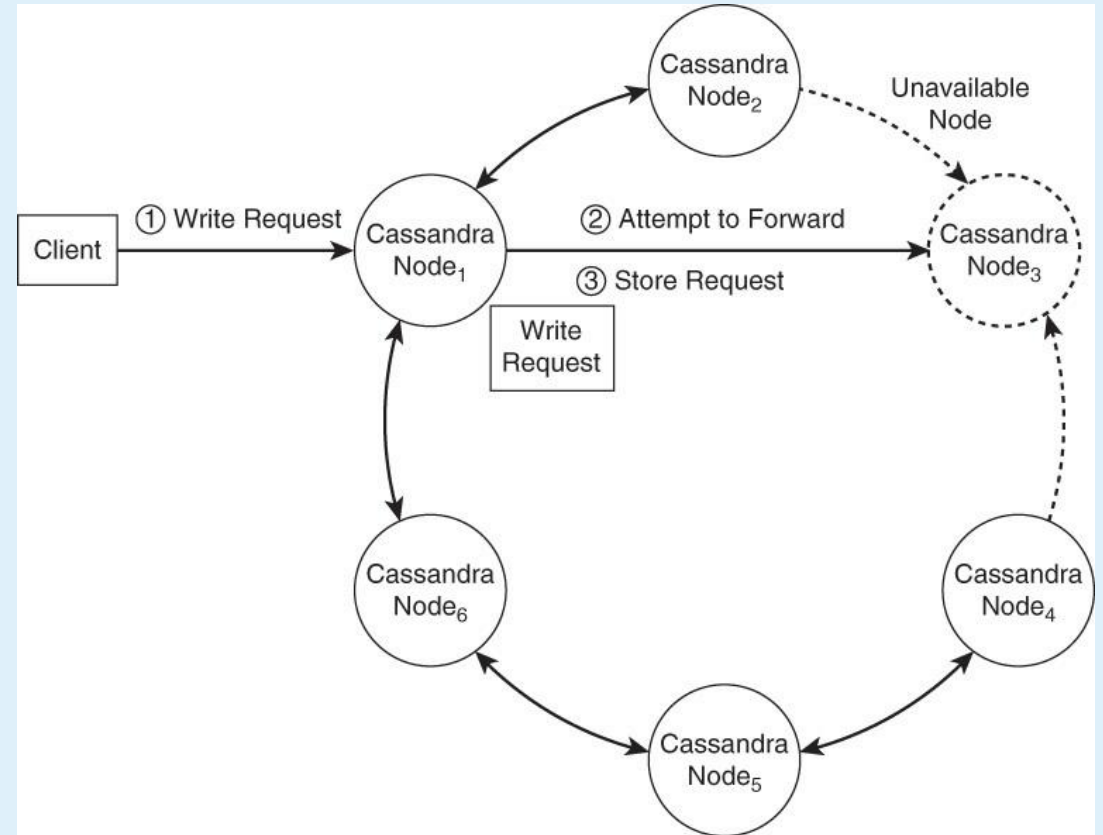 Cassandra
Node₂
Unavailable
Node
① Write Request
② Attempt to Forward
Client
Cassandra
Node₁
Cassandra
Node₃
③ Store Request
Write
Request
Cassandra
Node₆
Cassandra
Node₄
Cassandra
Node₅